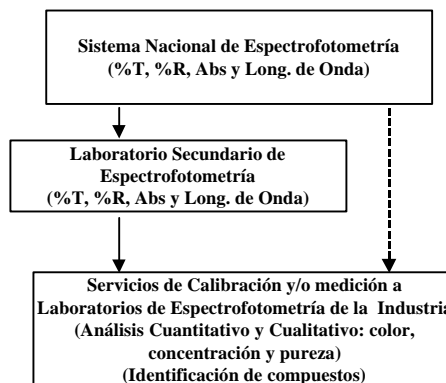 Sistema Nacional de Espectrofotometría
(%T, %R, Abs y Long. de Onda)
Laboratorio Secundario de
Espectrofotometría
(%T, %R, Abs y Long. de Onda)
Servicios de Calibración y/o medición a
Laboratorios de Espectrofotometría de la Industria
(Análisis Cuantitativo y Cualitativo: color,
concentración y pureza)
(Identificación de compuestos)